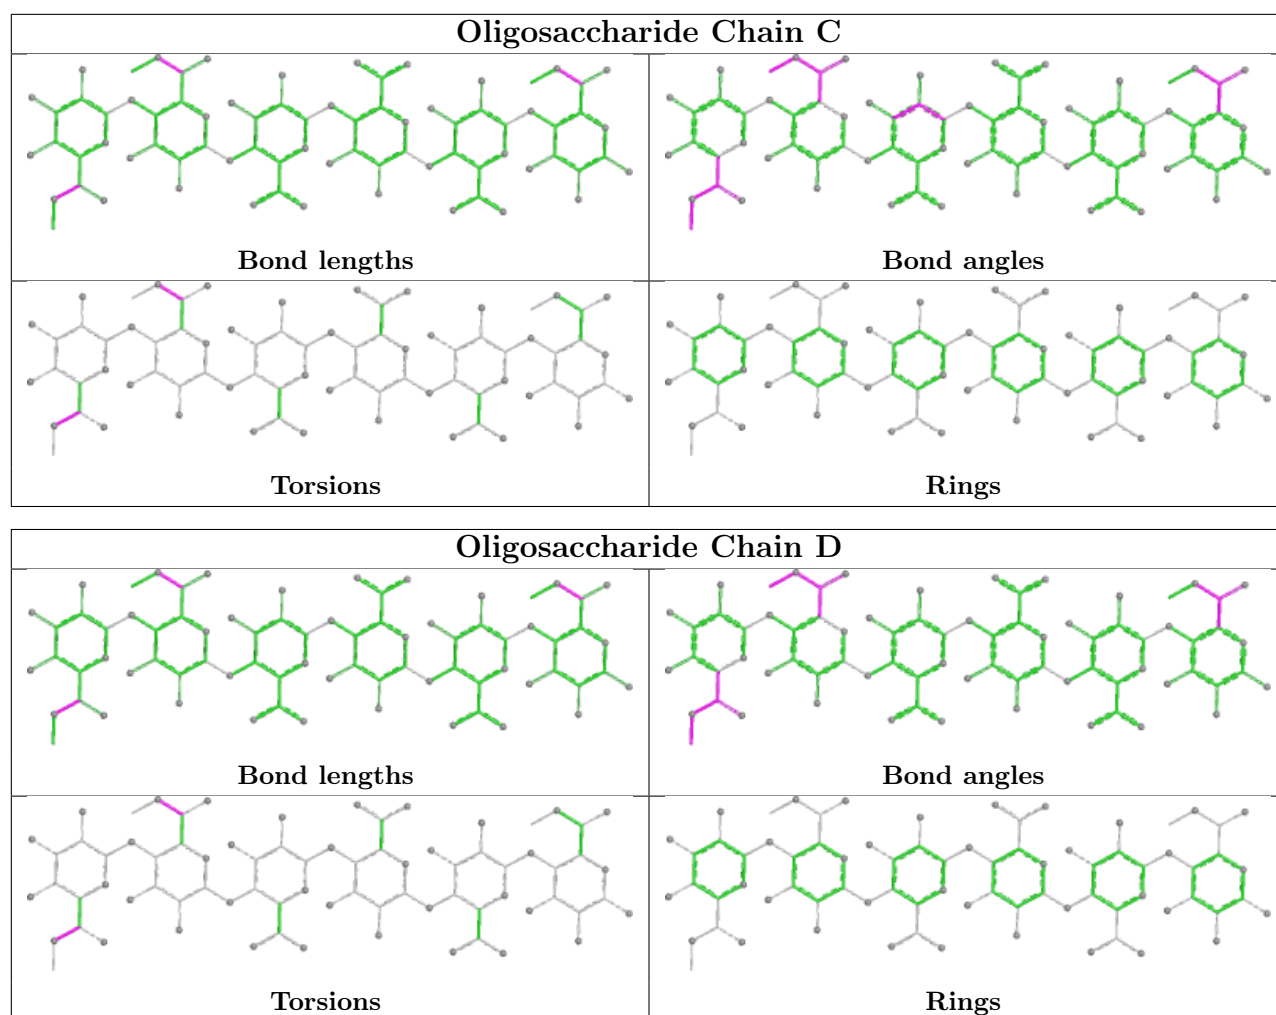 Oligosaccharide Chain C
Bond lengths
Bond angles
Torsions
Rings
Oligosaccharide Chain D
Bond lengths
Bond angles
Torsions
Rings